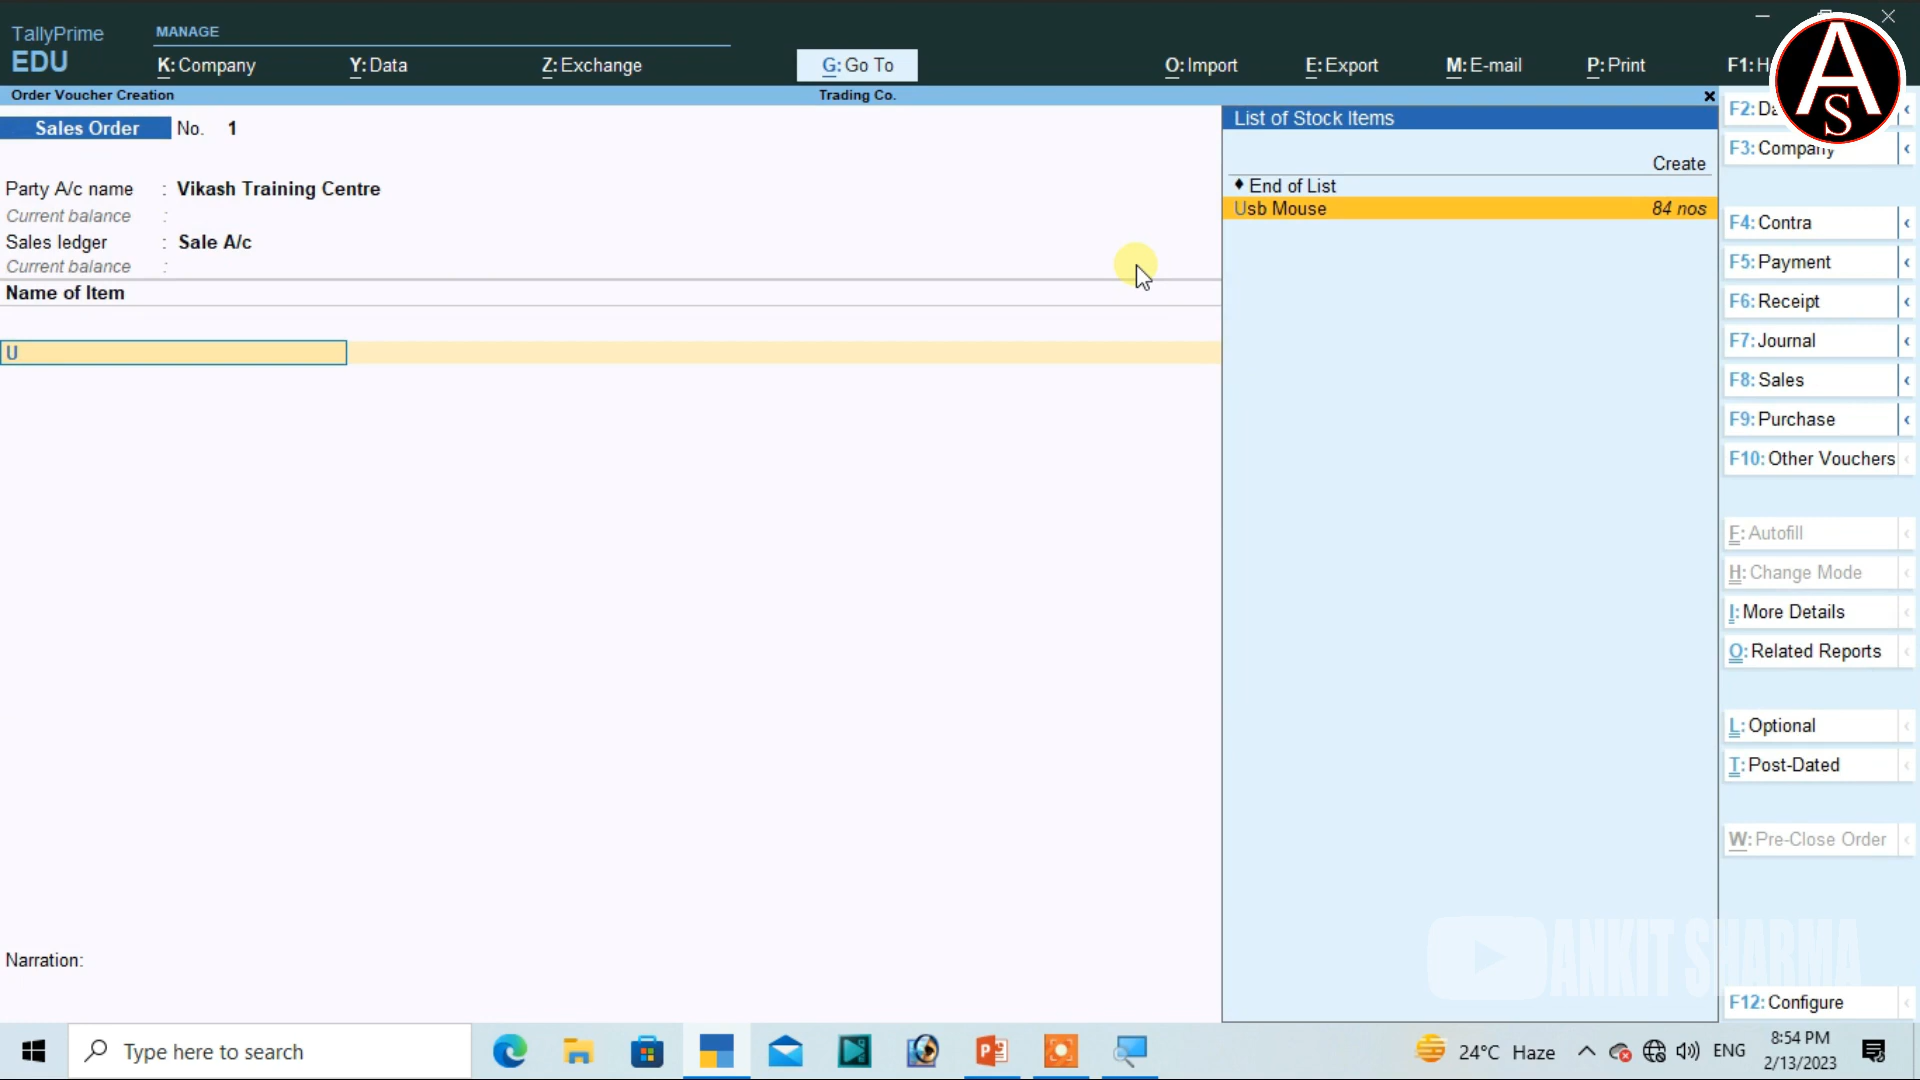 TallyPrime
EDU
MANAGE
K: Company
Y: Data
Z: Exchange
G: Go To
O: Import
E: Export
M: E-mail
P: Print
F1: H
A
S
Order Voucher Creation
Trading Co.
Sales Order No. 1
Party A/c name : Vikash Training Centre
Current balance :
Sales ledger : Sale A/c
Current balance :
Name of Item
U
Narration:
List of Stock Items
Create
♦ End of List
Usb Mouse 84 nos
F2: Da
F3: Company
F4: Contra
F5: Payment
F6: Receipt
F7: Journal
F8: Sales
F9: Purchase
F10: Other Vouchers
F: Autofill
H: Change Mode
I: More Details
O: Related Reports
L: Optional
T: Post-Dated
W: Pre-Close Order
F12: Configure
ANKIT SHARMA
Type here to search
24°C Haze
ENG
8:54 PM
2/13/2023